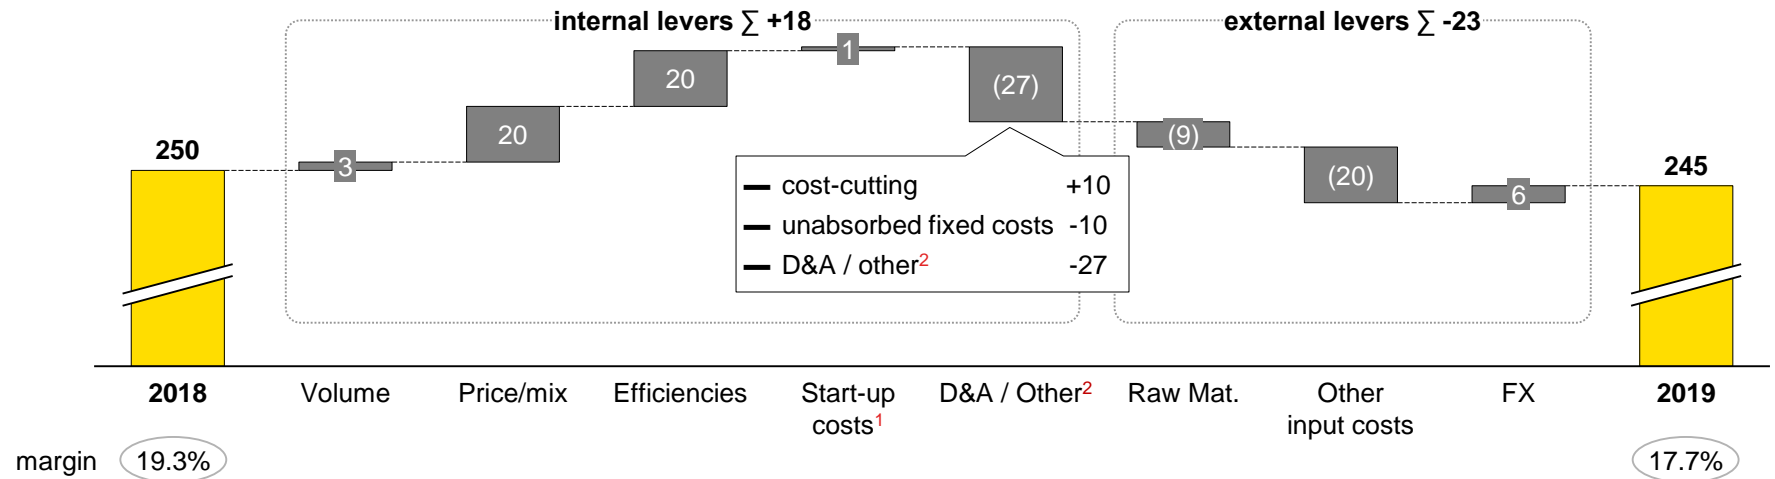 internal levers ∑ +18
external levers ∑ -23
250
3
20
20
1
(27)
(9)
(20)
6
245
— cost-cutting +10
— unabsorbed fixed costs -10
— D&A / other2 -27
2018
Volume
Price/mix
Efficiencies
Start-up
costs1
D&A / Other2
Raw Mat.
Other
input costs
FX
2019
margin 19.3% 17.7%